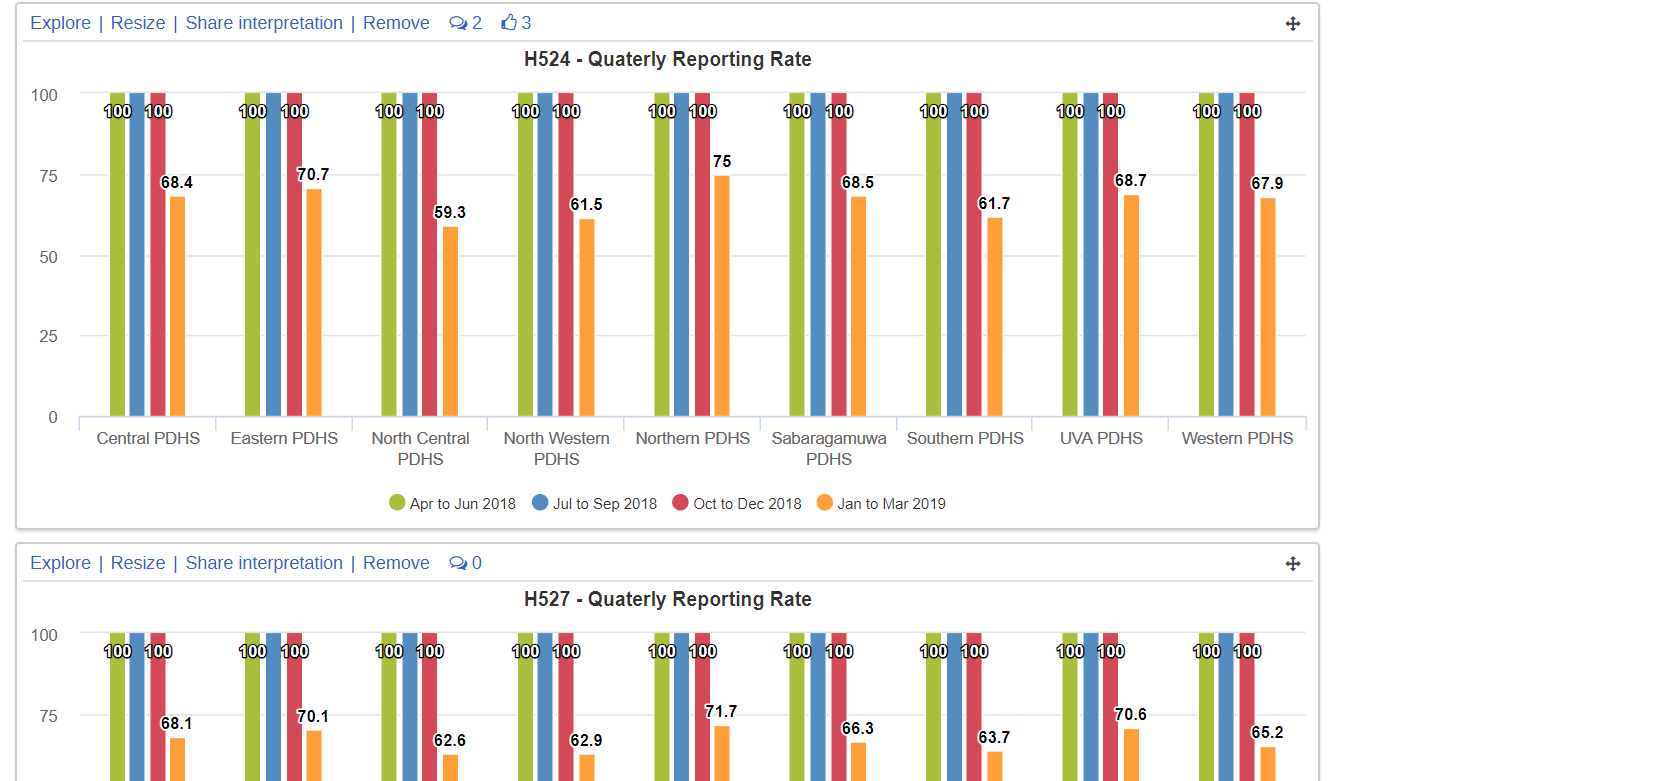 Explore | Resize | Share interpretation | Remove 2 3
H524 - Quaterly Reporting Rate
100
100 100 100 100 100 100 100 100 100 100 100 100 100 100 100 100 100 100
75
68.4 70.7 59.3 61.5 75 68.5 61.7 68.7 67.9
50
25
0
Central PDHS Eastern PDHS North Central PDHS North Western PDHS Northern PDHS Sabaragamuwa PDHS Southern PDHS UVA PDHS Western PDHS
Apr to Jun 2018 Jul to Sep 2018 Oct to Dec 2018 Jan to Mar 2019
Explore | Resize | Share interpretation | Remove 0
H527 - Quaterly Reporting Rate
100
100 100 100 100 100 100 100 100 100 100 100 100 100 100 100 100 100 100
75
68.1 70.1 62.6 62.9 71.7 66.3 63.7 70.6 65.2